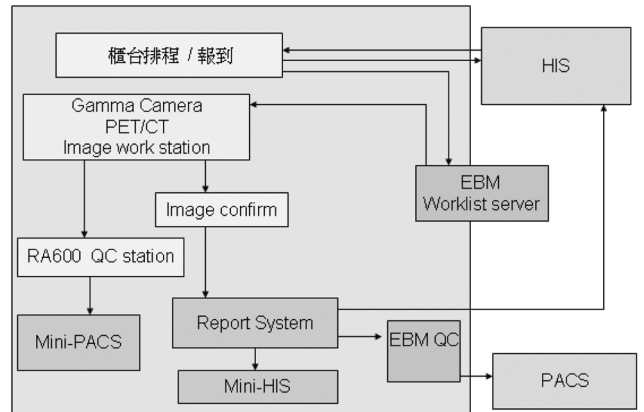 櫃台排程 / 報到
HIS
Gamma Camera
PET/CT
Image work station
EBM
Worklist server
Image confirm
RA600 QC station
Report System
EBM QC
Mini-PACS
Mini-HIS
PACS